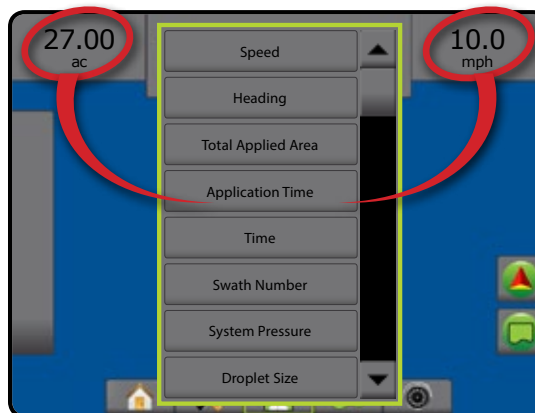 27.00
ac
10.0
mph
Speed
Heading
Total Applied Area
Application Time
Time
Swath Number
System Pressure
Droplet Size